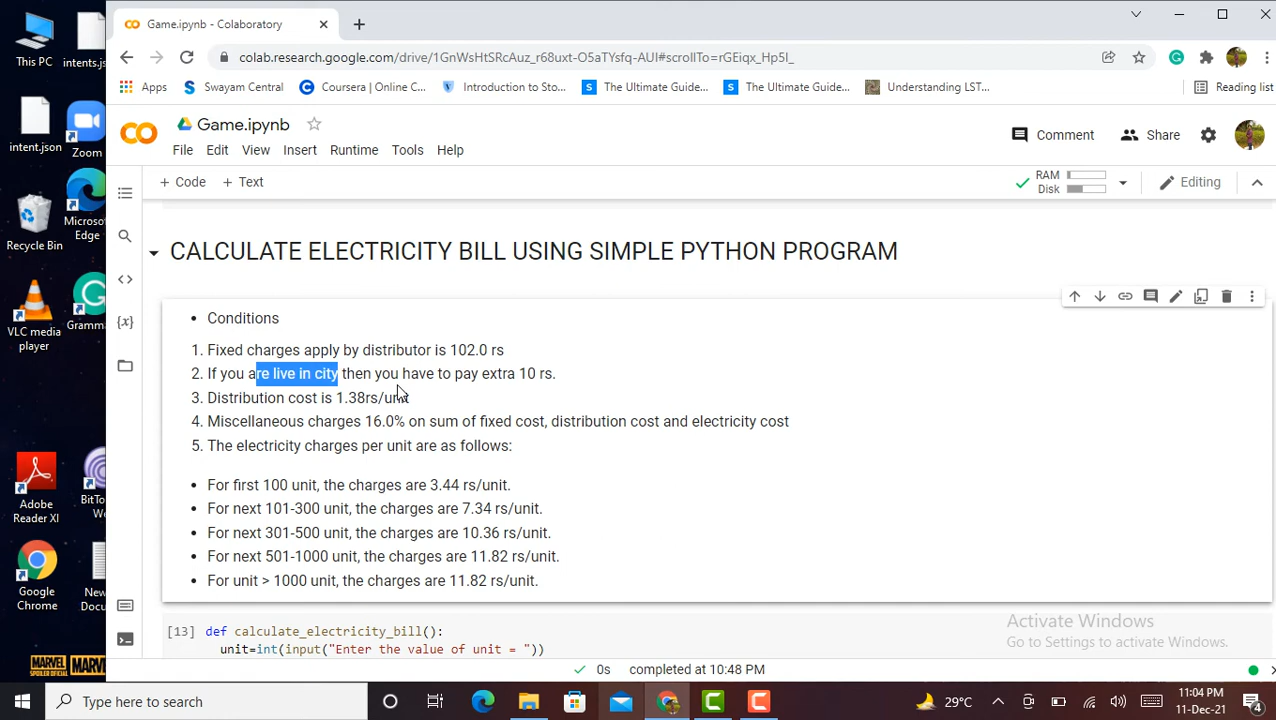 This PC
intents.js
intent.json
Zoom
Recycle Bin
Microsof
Edge
VLC media
player
Gramma
Adobe
Reader XI
BitTo
We
Google
Chrome
New
Docu
Game.ipynb - Colaboratory
colab.research.google.com/drive/1GnWcHtSRcAuz_r68uxt-O5aTYsfq-AUI#scrollTo=rGEiqx_Hp5I_
Apps
Swayam Central
Coursera | Online C...
Introduction to Sto...
The Ultimate Guide...
The Ultimate Guide...
Understanding LST...
Reading list
Game.ipynb
Comment
Share
File Edit View Insert Runtime Tools Help
+ Code + Text
RAM
Disk
Editing
CALCULATE ELECTRICITY BILL USING SIMPLE PYTHON PROGRAM
• Conditions
1. Fixed charges apply by distributor is 102.0 rs
2. If you are live in city then you have to pay extra 10 rs.
3. Distribution cost is 1.38rs/unit
4. Miscellaneous charges 16.0% on sum of fixed cost, distribution cost and electricity cost
5. The electricity charges per unit are as follows:
• For first 100 unit, the charges are 3.44 rs/unit.
• For next 101-300 unit, the charges are 7.34 rs/unit.
• For next 301-500 unit, the charges are 10.36 rs/unit.
• For next 501-1000 unit, the charges are 11.82 rs/unit.
• For unit > 1000 unit, the charges are 11.82 rs/unit.
[13] def calculate_electricity_bill():
unit=int(input("Enter the value of unit = "))
Activate Windows
Go to Settings to activate Windows.
MARVEL MARV
0s completed at 10:48 PM
Type here to search
29°C
11:04 PM
11-Dec-21
4